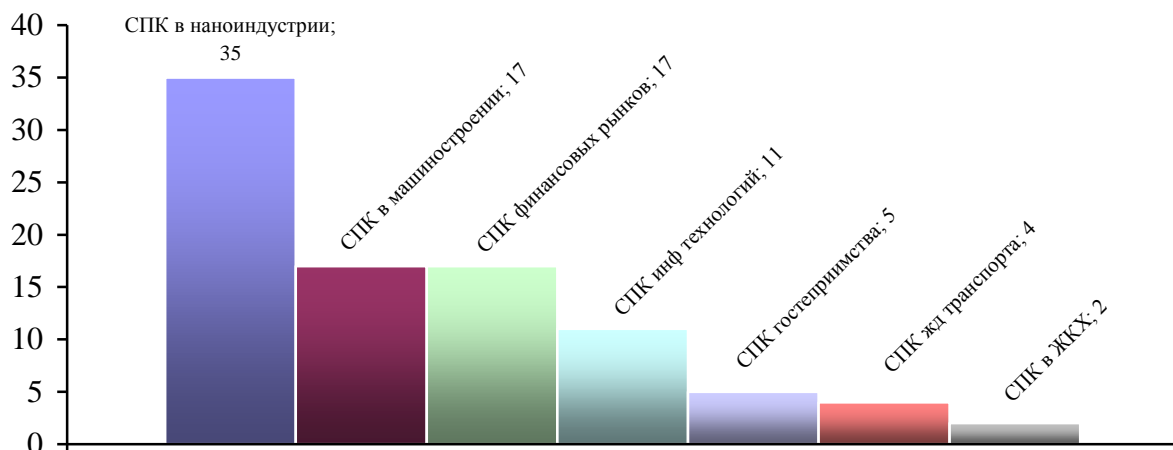 40
35
30
25
20
15
10
5
0
СПК в наноиндустрии;
35
СПК в машиностроении; 17
СПК финансовых рынков; 17
СПК инф технологий; 11
СПК гостеприимства; 5
СПК жд транспорта; 4
СПК в ЖКХ; 2